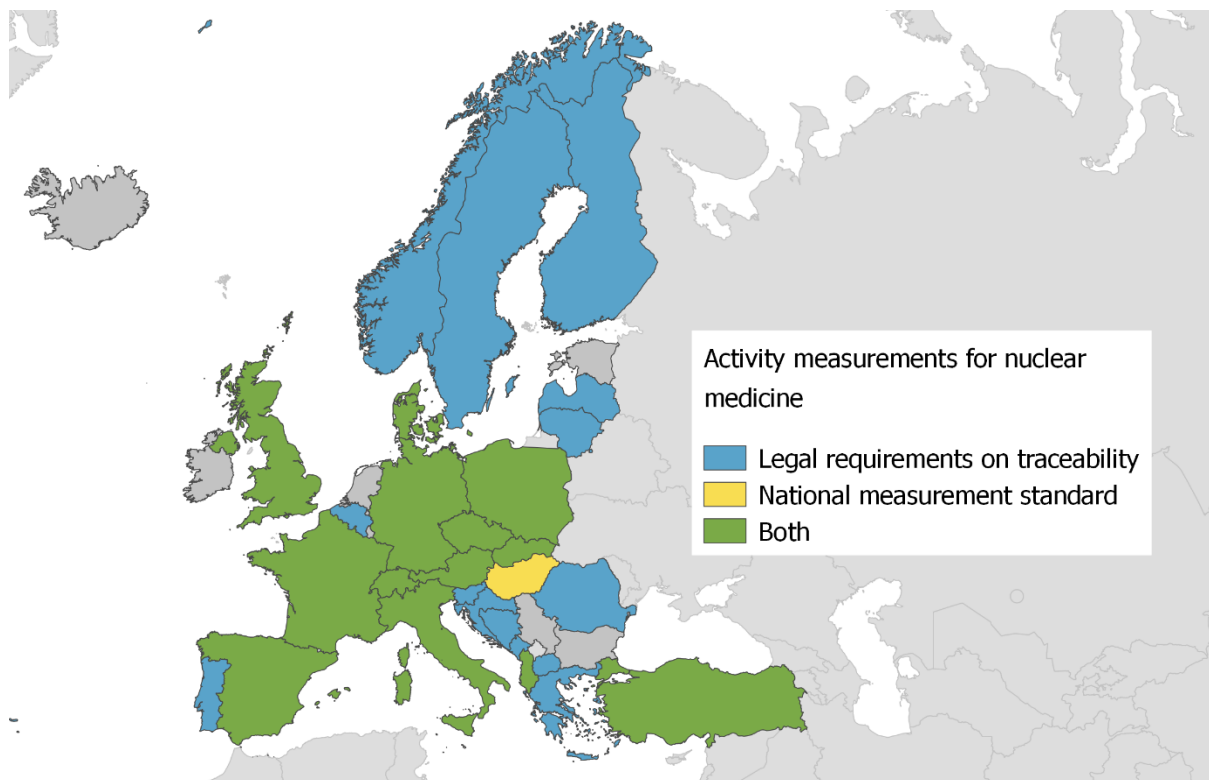 Activity measurements for nuclear
medicine
Legal requirements on traceability
National measurement standard
Both